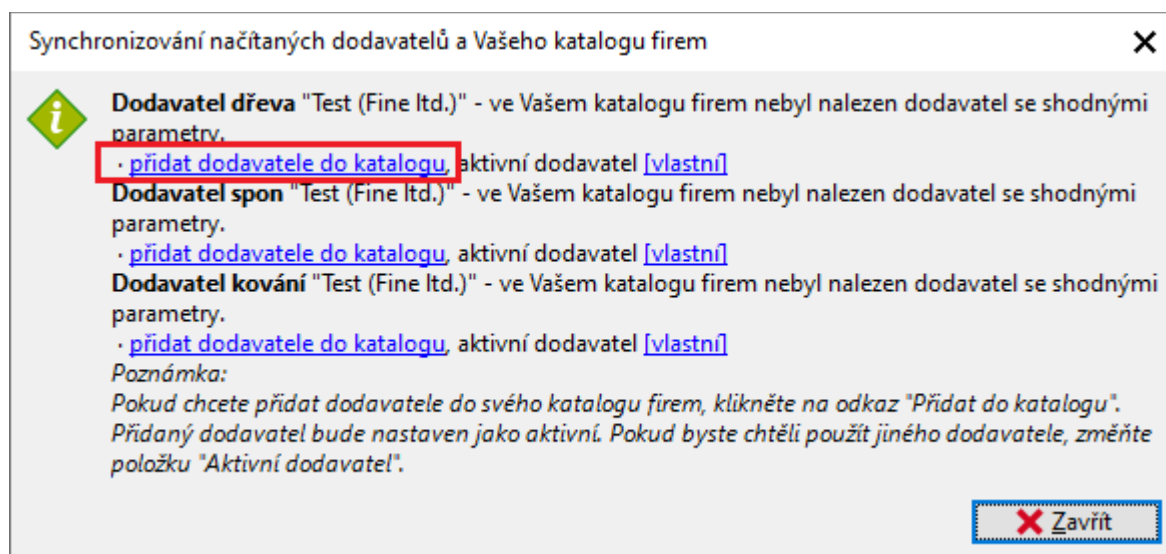 Synchronizování načítaných dodavatelů a Vašeho katalogu firem
Dodavatel dřeva "Test (Fine ltd.)" - ve Vašem katalogu firem nebyl nalezen dodavatel se shodnými
parametry.
· přidat dodavatele do katalogu, aktivní dodavatel [vlastní]
Dodavatel spon "Test (Fine ltd.)" - ve Vašem katalogu firem nebyl nalezen dodavatel se shodnými
parametry.
· přidat dodavatele do katalogu, aktivní dodavatel [vlastní]
Dodavatel kování "Test (Fine ltd.)" - ve Vašem katalogu firem nebyl nalezen dodavatel se shodnými
parametry.
· přidat dodavatele do katalogu, aktivní dodavatel [vlastní]
Poznámka:
Pokud chcete přidat dodavatele do svého katalogu firem, klikněte na odkaz "Přidat do katalogu".
Přidaný dodavatel bude nastaven jako aktivní. Pokud byste chtěli použít jiného dodavatele, změňte
položku "Aktivní dodavatel".
Zavřít